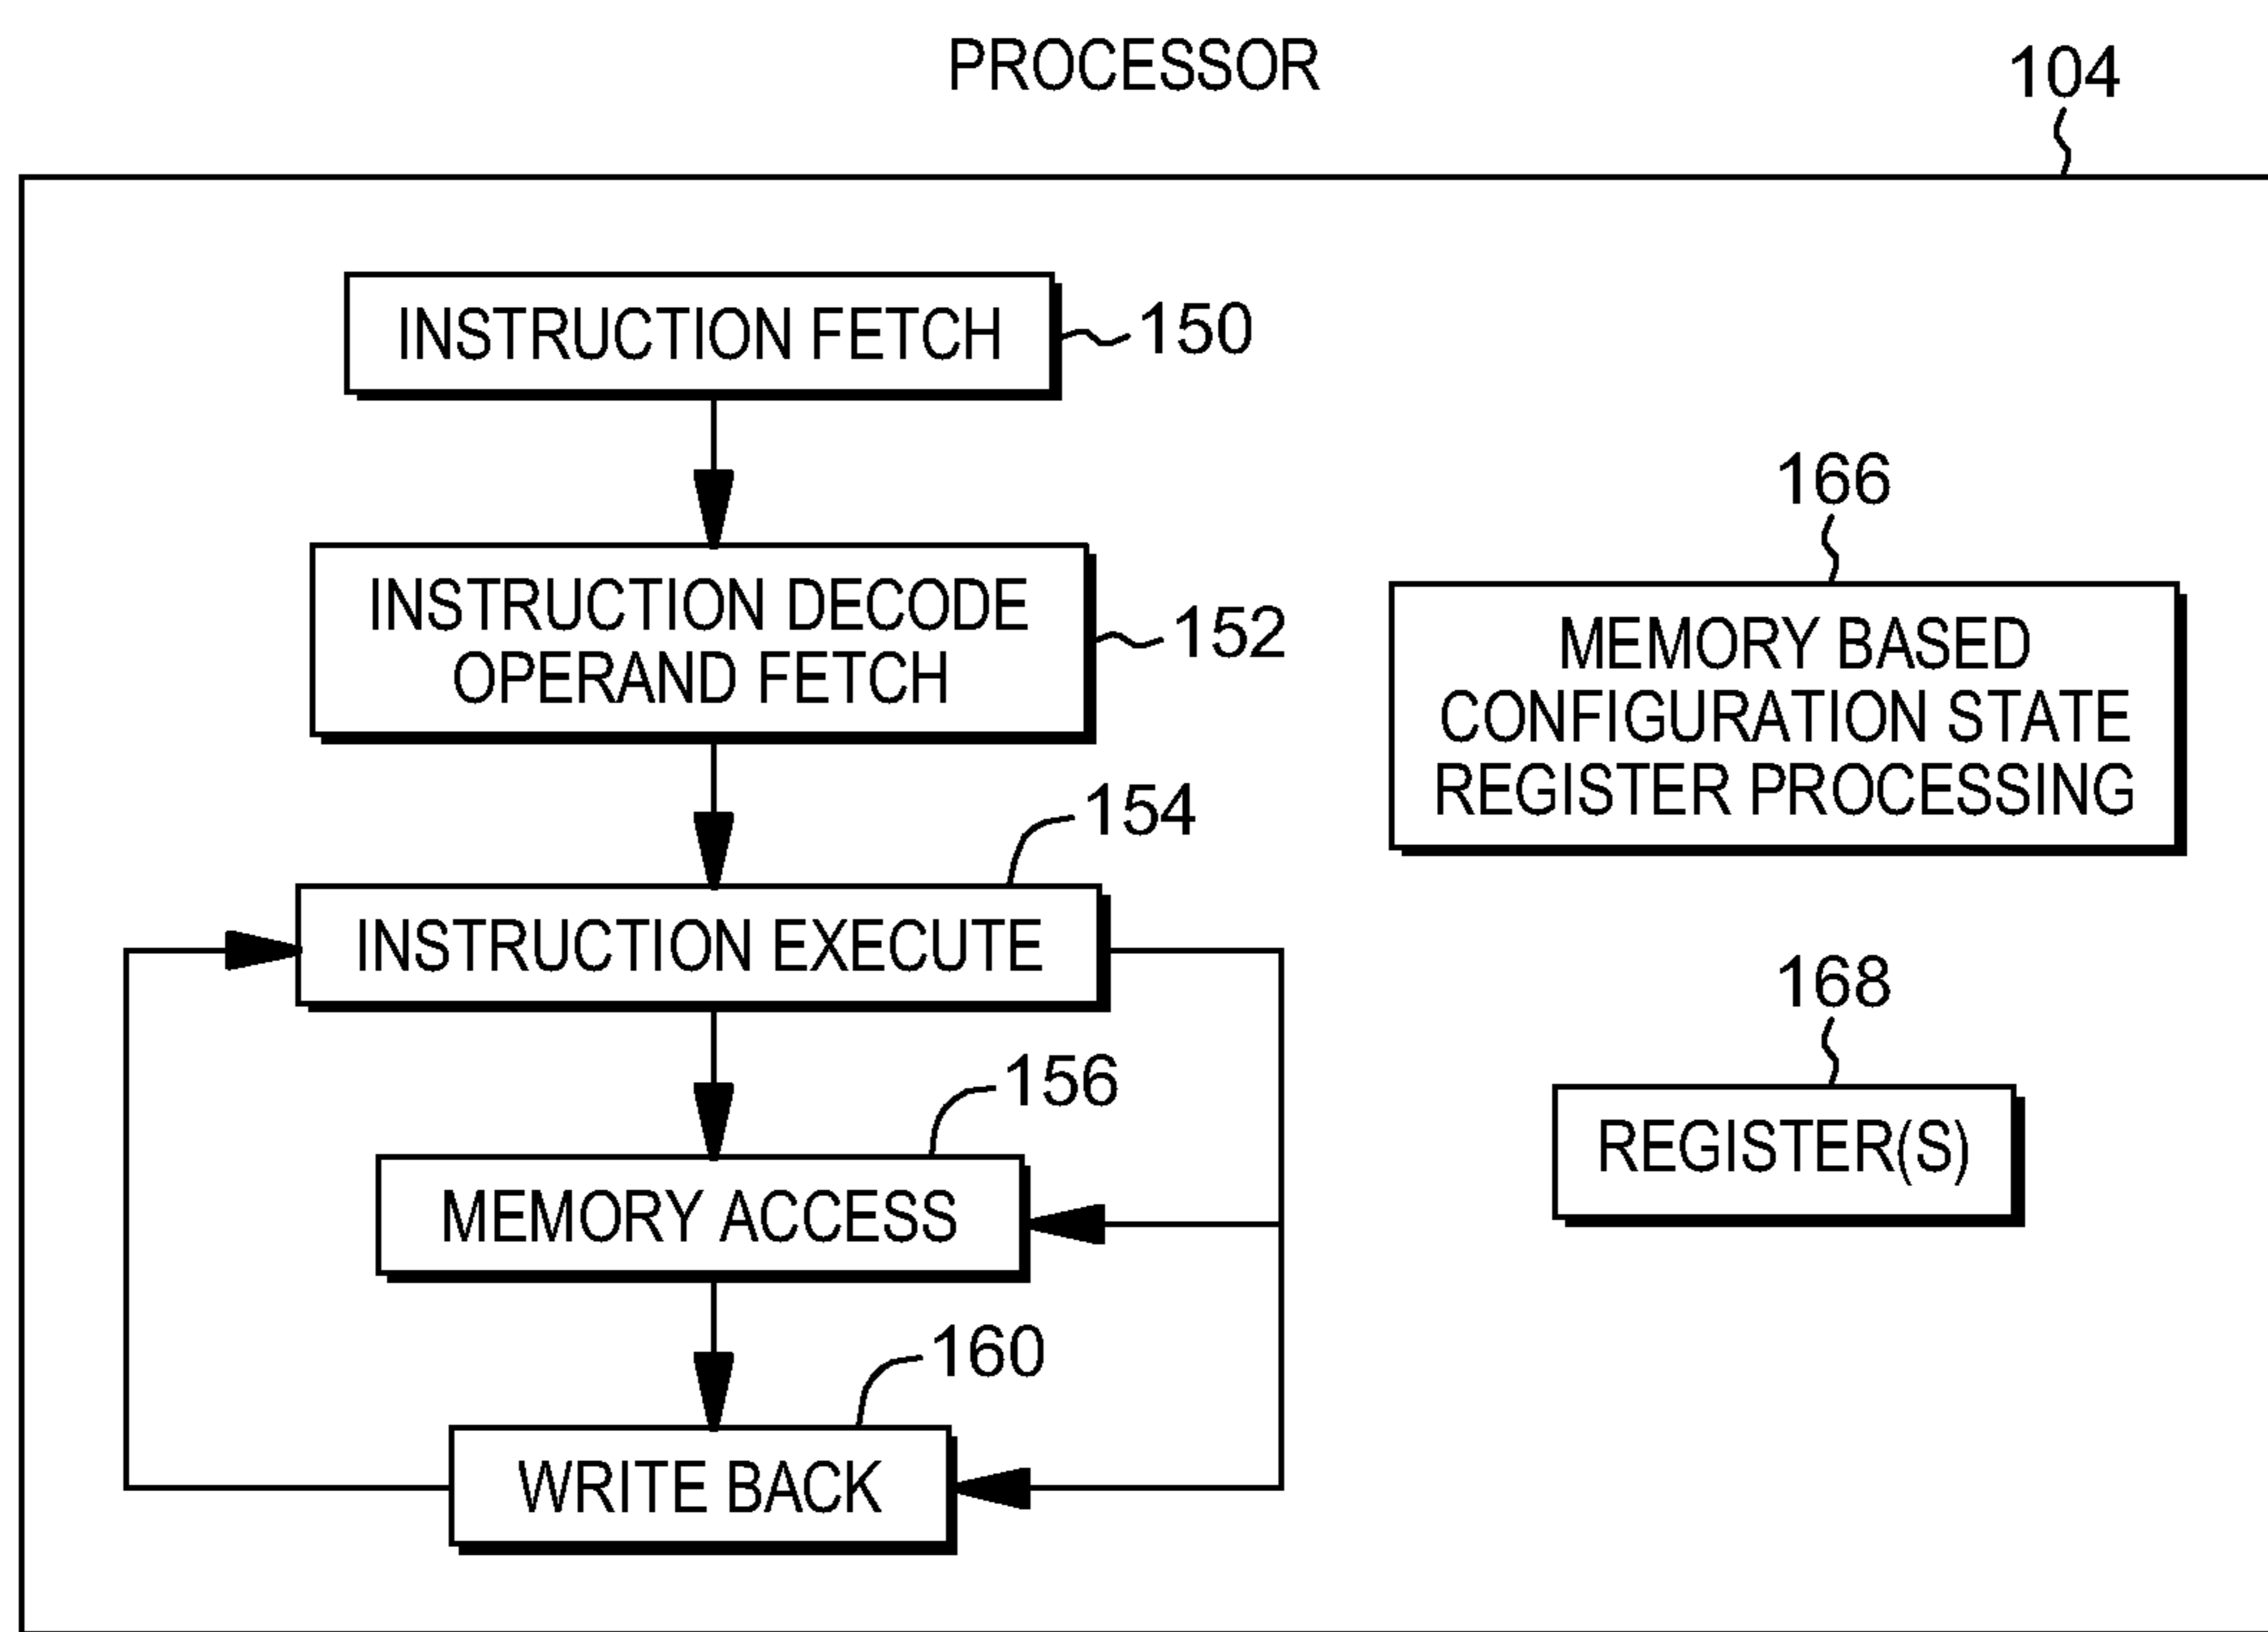 PROCESSOR
104
INSTRUCTION FETCH
150
INSTRUCTION DECODE
OPERAND FETCH
152
154
INSTRUCTION EXECUTE
156
MEMORY ACCESS
160
WRITE BACK
166
MEMORY BASED
CONFIGURATION STATE
REGISTER PROCESSING
168
REGISTER(S)